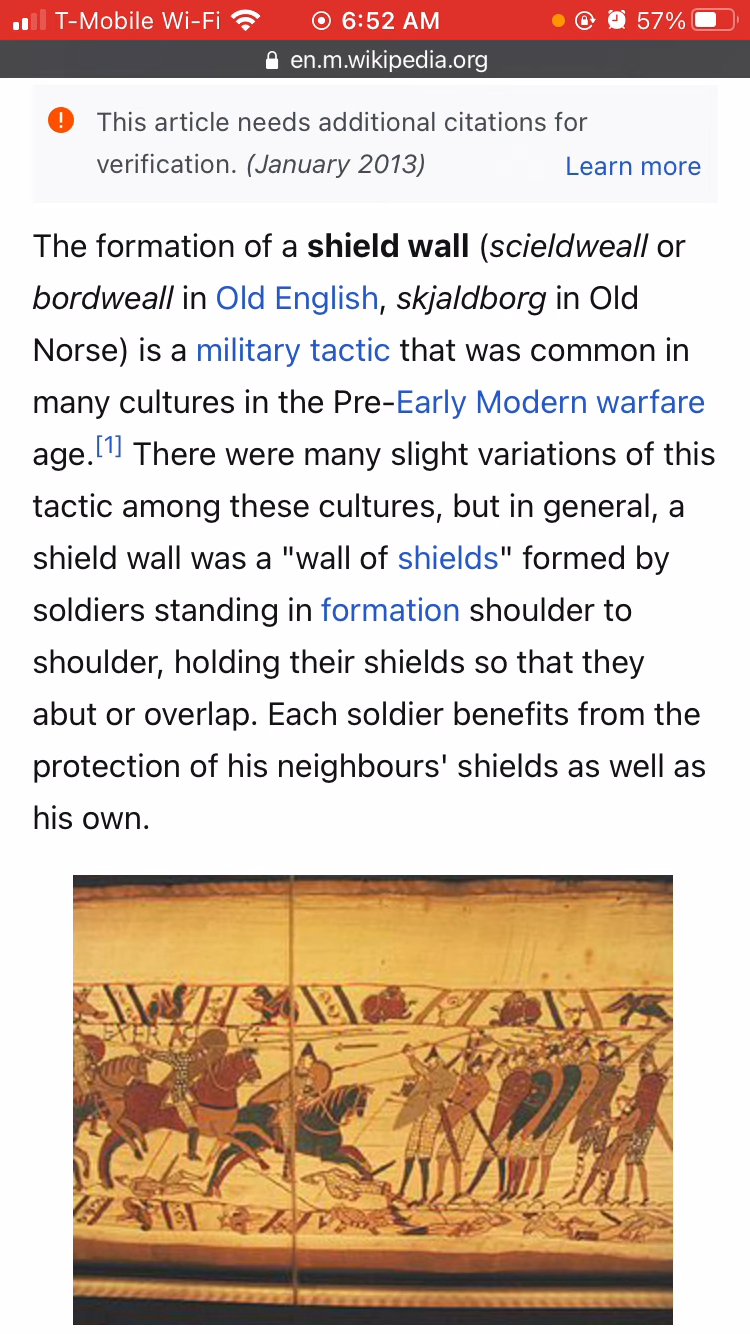 T-Mobile Wi-Fi 6:52 AM 57%
en.m.wikipedia.org
This article needs additional citations for
verification. (January 2013) Learn more
The formation of a shield wall (scieldweall or
bordweall in Old English, skjaldborg in Old
Norse) is a military tactic that was common in
many cultures in the Pre-Early Modern warfare
age.[1] There were many slight variations of this
tactic among these cultures, but in general, a
shield wall was a "wall of shields" formed by
soldiers standing in formation shoulder to
shoulder, holding their shields so that they
abut or overlap. Each soldier benefits from the
protection of his neighbours' shields as well as
his own.